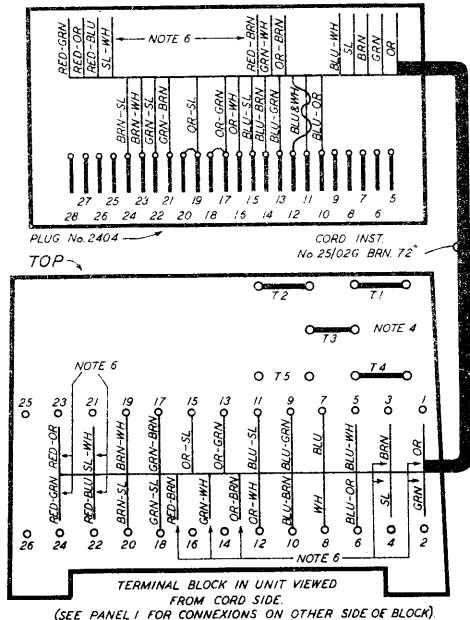 RED-GRN
RED-OR
RED-BLU
SL-WH
NOTE 6
RED-BRN
GRN-WH
OR-BRN
BLU-WH
SL
BRN
GRN
OR
BRN-SL
BRN-WH
GRN-SL
GRN-BRN
OR-SL
OR-GRN
OR-WH
BLU-SL
BLU-BRN
BLU-GRN
BLU&WH
BLU-OR
27 25 23 21 19 17 15 13 11 9 7 5
28 26 24 22 20 18 16 14 12 10 8 6
PLUG No. 2404
CORD INST.
No 25/02G BRN. 72"
TOP
T2 T1
T3 NOTE 4
T5 T4
NOTE 6
25 23 21 19 17 15 13 11 9 7 5 3 1
RED-OR
SL-WH
BRN-WH
GRN-BRN
OR-SL
OR-GRN
BLU-SL
BLU-GRN
BLU
BLU-WH
BRN
OR
RED-GRN
RED-BLU
BRN-SL
GRN-SL
RED-BRN
GRN-WH
OR-BRN
OR-WH
BLU-BRN
WH
BLU-OR
SL
GRN
26 24 22 20 18 16 14 12 10 8 6 4 2
NOTE 6
TERMINAL BLOCK IN UNIT VIEWED
FROM CORD SIDE.
(SEE PANEL 1 FOR CONNEXIONS ON OTHER SIDE OF BLOCK).